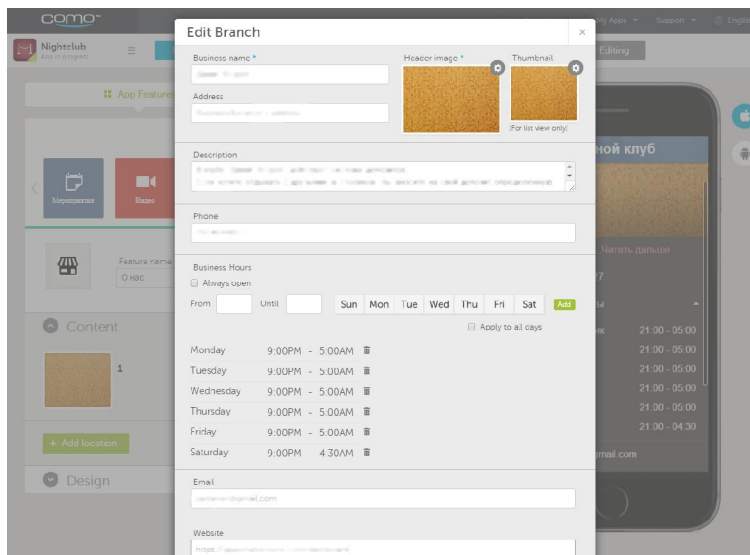 como
My Apps
Support
English
Nightclub
App in progress
Editing
App Features
Мероприятия
Видео
Feature name
О нас
Content
1
+ Add location
Design
Edit Branch
×
Business name *
Header image *
Thumbnail
(For list view only)
Address
Description
Phone
Business Hours
Always open
From
Until
Sun Mon Tue Wed Thu Fri Sat
Add
Apply to all days
Monday 9:00PM - 5:00AM
Tuesday 9:00PM - 5:00AM
Wednesday 9:00PM - 5:00AM
Thursday 9:00PM - 5:00AM
Friday 9:00PM - 5:00AM
Saturday 9:00PM 4:30AM
Email
Website
https:/
ной клуб
Читать дальше
21:00 - 05:00
21:00 - 05:00
21:00 - 05:00
21:00 - 05:00
21:00 - 05:00
21:00 - 04:30
gmail.com